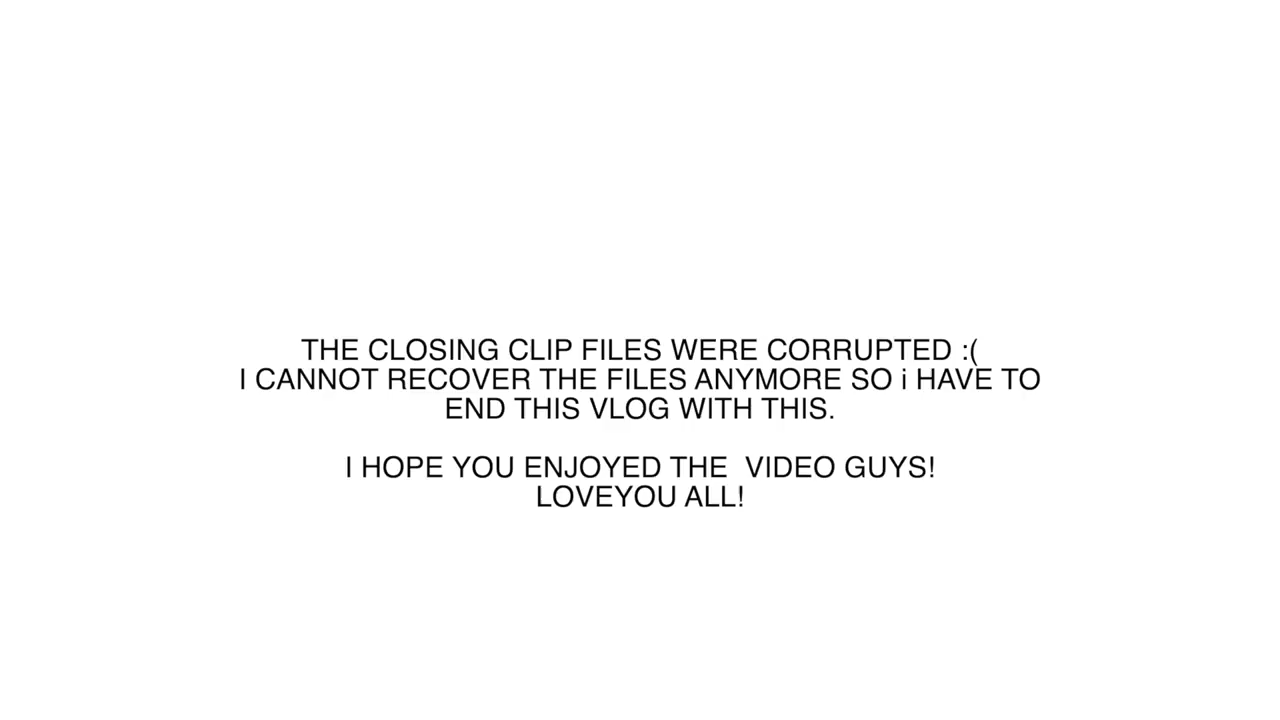 THE CLOSING CLIP FILES WERE CORRUPTED :(
I CANNOT RECOVER THE FILES ANYMORE SO i HAVE TO
END THIS VLOG WITH THIS.
I HOPE YOU ENJOYED THE  VIDEO GUYS!
LOVEYOU ALL!